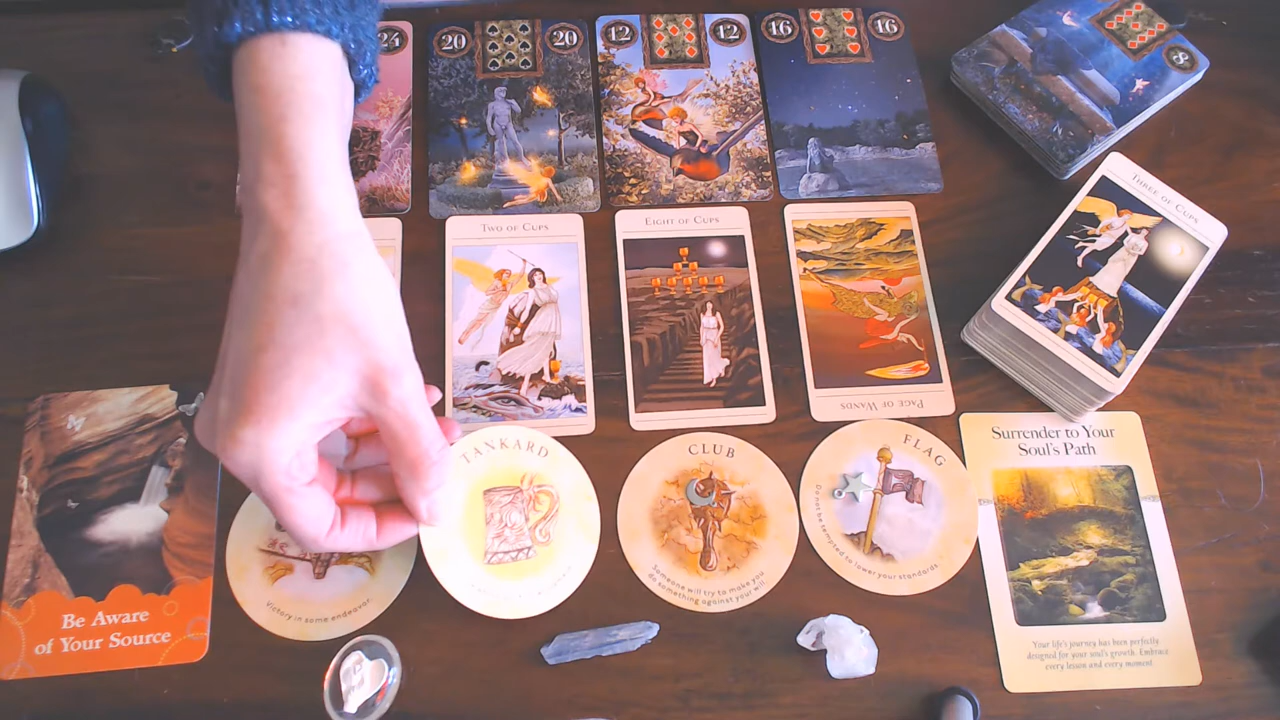 24
20
20
12
12
16
16
8
TWO OF CUPS
EIGHT OF CUPS
PAGE OF WANDS
THREE OF CUPS
TANKARD
CLUB
Someone will try to make you
do something against your will.
FLAG
Do not be tempted to lower your standards.
Victory in some endeavor.
Be Aware
of Your Source
Surrender to Your
Soul's Path
Your life's journey has been perfectly
designed for your soul's growth. Embrace
every lesson and every moment.